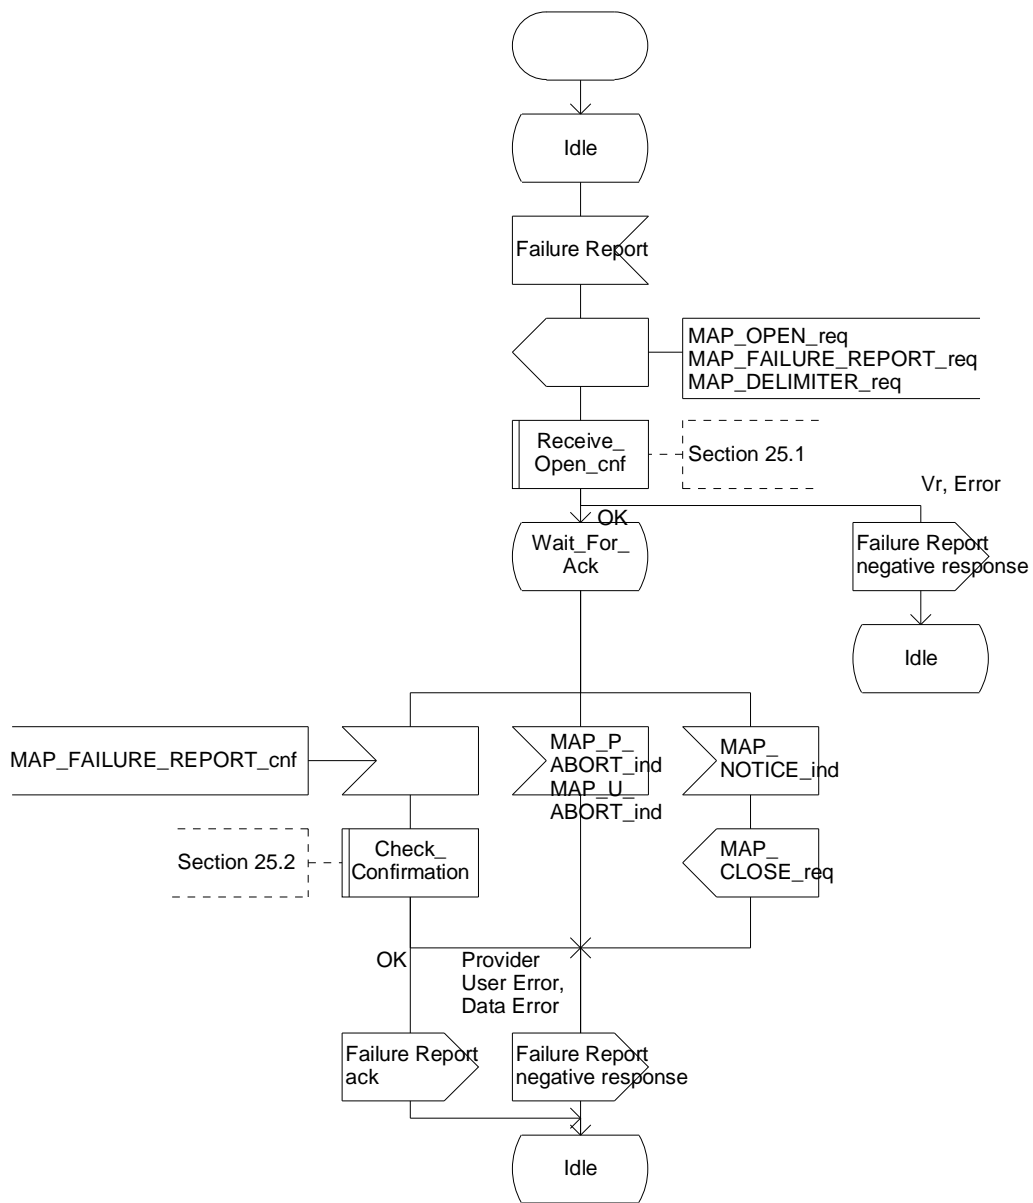 Idle
Failure Report
MAP_OPEN_req
MAP_FAILURE_REPORT_req
MAP_DELIMITER_req
Receive_
Open_cnf
Section 25.1
Vr, Error
OK
Wait_For_
Ack
Failure Report
negative response
Idle
MAP_FAILURE_REPORT_cnf
MAP_P_
ABORT_ind
MAP_U_
ABORT_ind
MAP_
NOTICE_ind
Section 25.2
Check_
Confirmation
MAP_
CLOSE_req
OK
Provider
User Error,
Data Error
Failure Report
ack
Failure Report
negative response
Idle